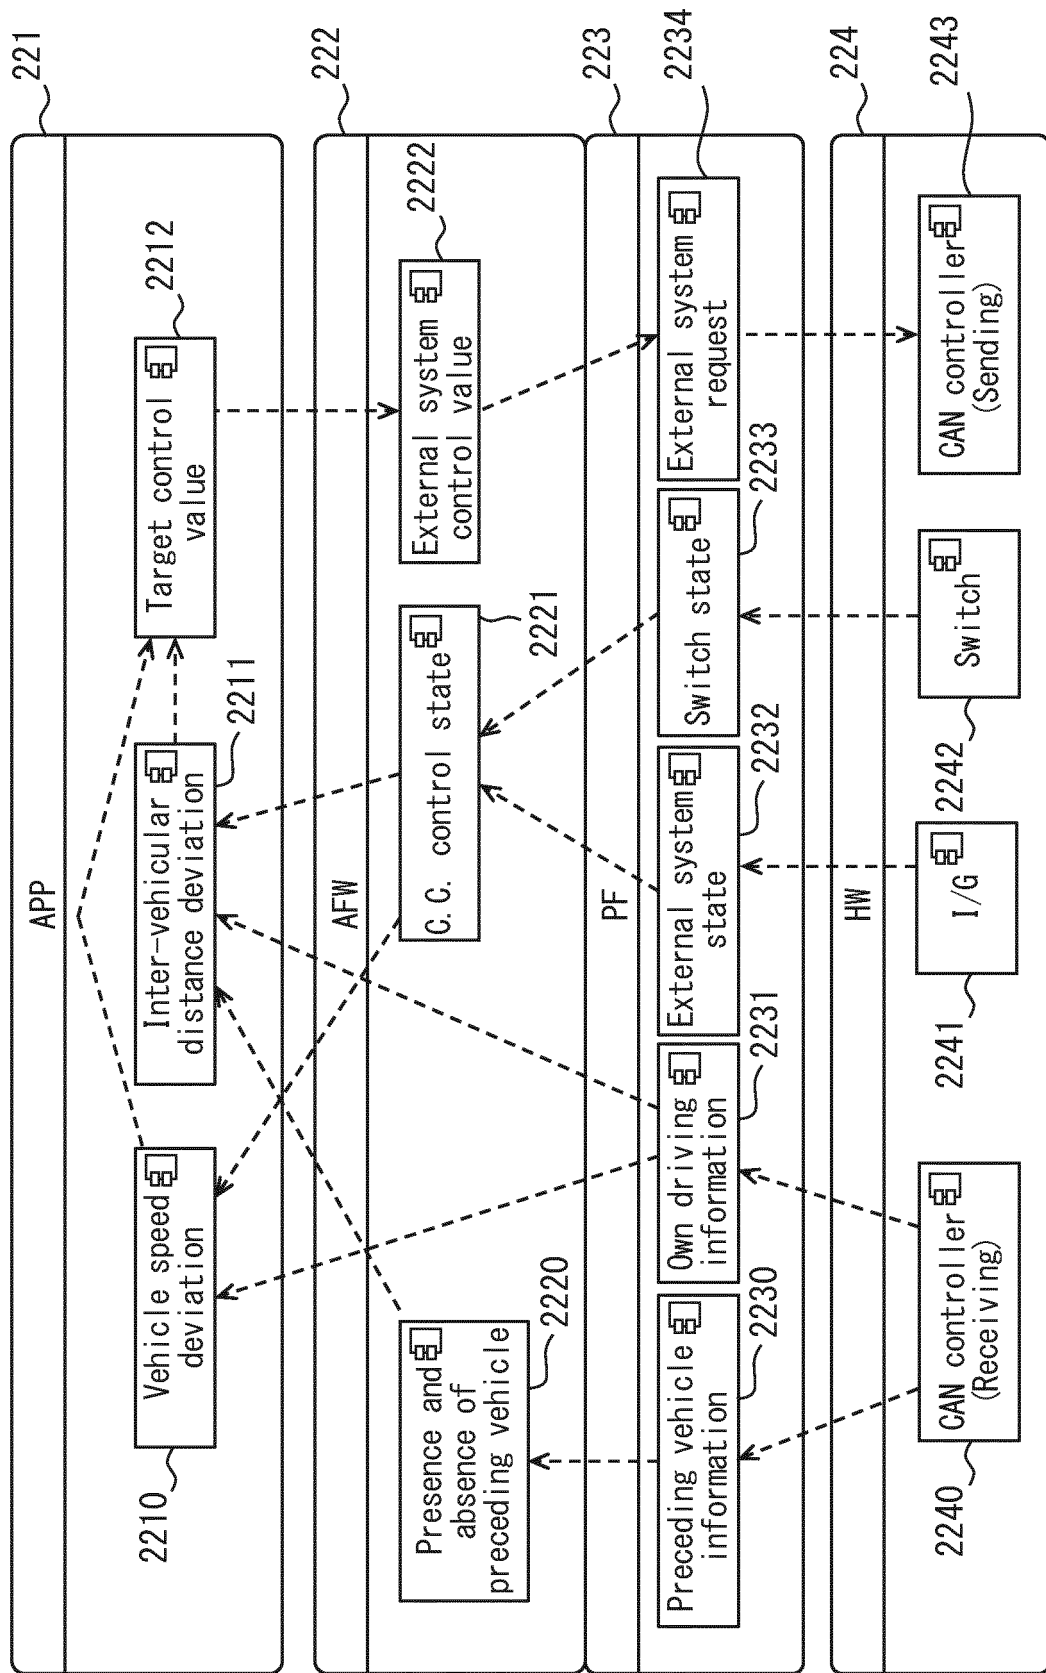 APP
221
2210
Vehicle speed
deviation
Inter-vehicular
distance deviation
2211
Target control
value
2212
AFW
222
Presence and
absence of
preceding vehicle
2220
C.C. control state
2221
External system
control value
2222
PF
223
Preceding vehicle
information
2230
Own driving
information
2231
External system
state
2232
Switch state
2233
External system
request
2234
HW
224
CAN controller
(Receiving)
2240
I/G
2241
Switch
2242
CAN controller
(Sending)
2243